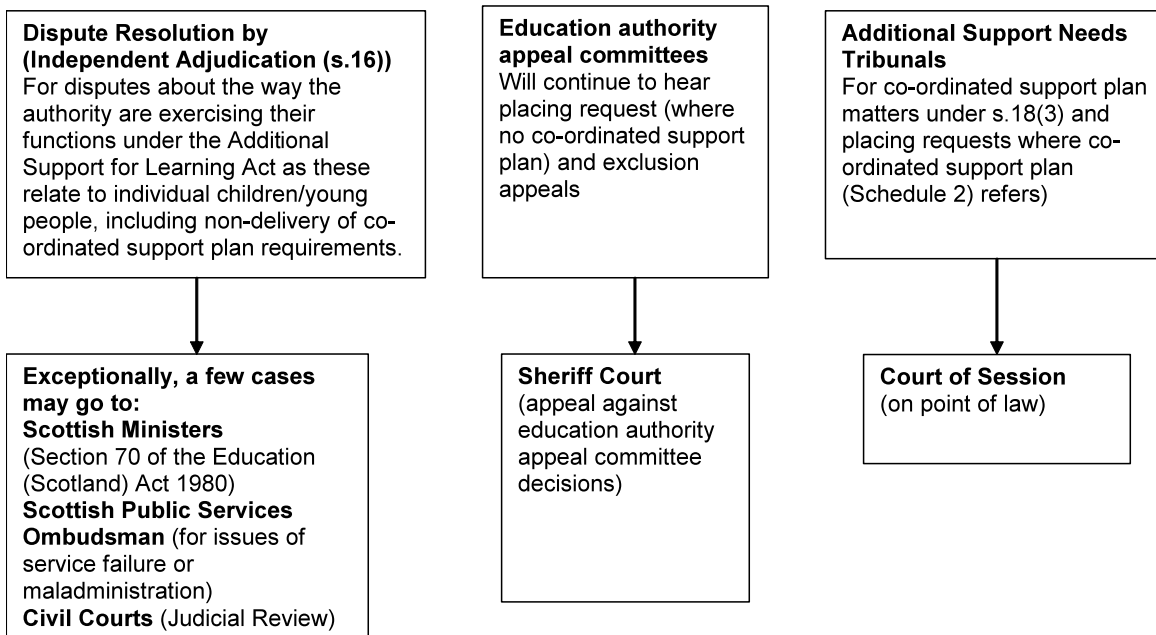 Dispute Resolution by
(Independent Adjudication (s.16))
For disputes about the way the
authority are exercising their
functions under the Additional
Support for Learning Act as these
relate to individual children/young
people, including non-delivery of co-
ordinated support plan requirements.
Exceptionally, a few cases
may go to:
Scottish Ministers
(Section 70 of the Education
(Scotland) Act 1980)
Scottish Public Services
Ombudsman (for issues of
service failure or
maladministration)
Civil Courts (Judicial Review)
Education authority
appeal committees
Will continue to hear
placing request (where
no co-ordinated support
plan) and exclusion
appeals
Sheriff Court
(appeal against
education authority
appeal committee
decisions)
Additional Support Needs
Tribunals
For co-ordinated support plan
matters under s.18(3) and
placing requests where co-
ordinated support plan
(Schedule 2) refers)
Court of Session
(on point of law)